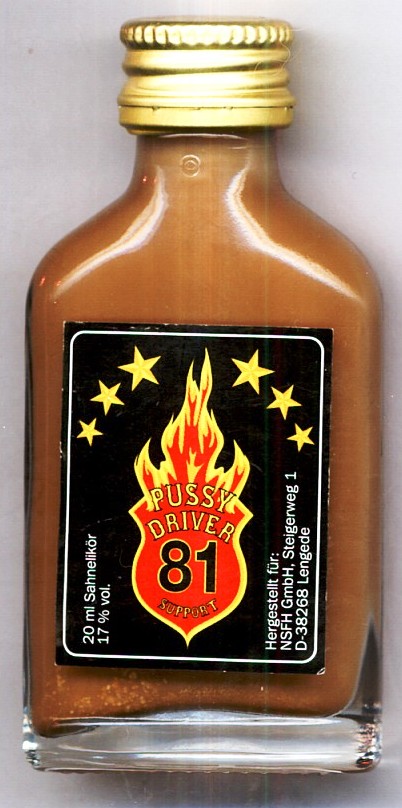 PUSSY
DRIVER
81
SUPPORT
20 ml Sahnelikör
17 % vol.
Hergestellt für:
NSFH GmbH, Steigerweg 1
D-38268 Lengede